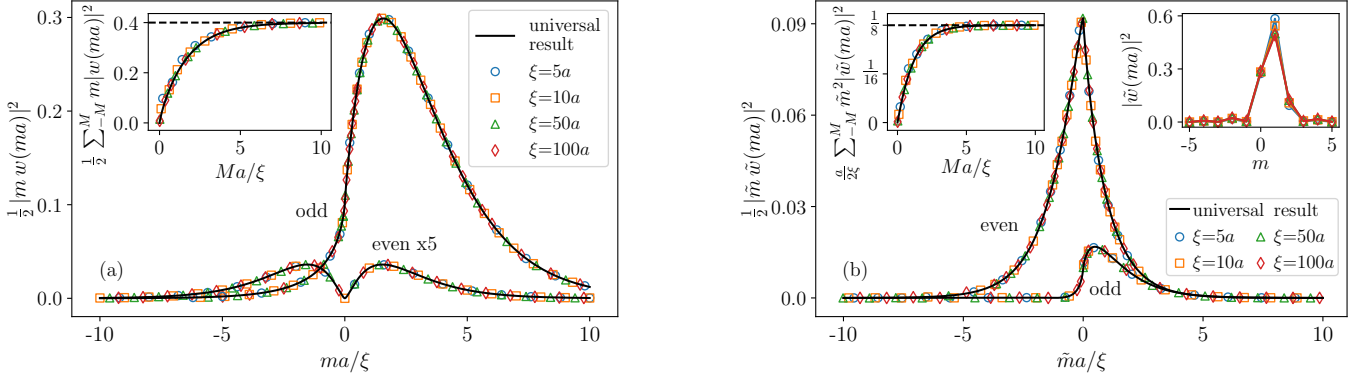 ½|m w(ma)|²
0.3
0.2
0.1
0.0
-10
-5
0
5
10
ma/ξ
½ ∑_{-M}^{M} m|w(ma)|²
0.4
0.2
0.0
0
5
10
Ma/ξ
universal
result
ξ=5a
ξ=10a
ξ=50a
ξ=100a
odd
even x5
(a)
½|m̃ w̃(ma)|²
0.09
0.06
0.03
0.00
-10
-5
0
5
10
m̃a/ξ
a/2ξ ∑_{-M}^{M} m̃²|w̃(ma)|²
1/8
1/16
0
0
5
10
Ma/ξ
|w̃(ma)|²
0.6
0.3
0.0
-5
0
5
m
even
odd
universal result
ξ=5a ξ=50a
ξ=10a ξ=100a
(b)